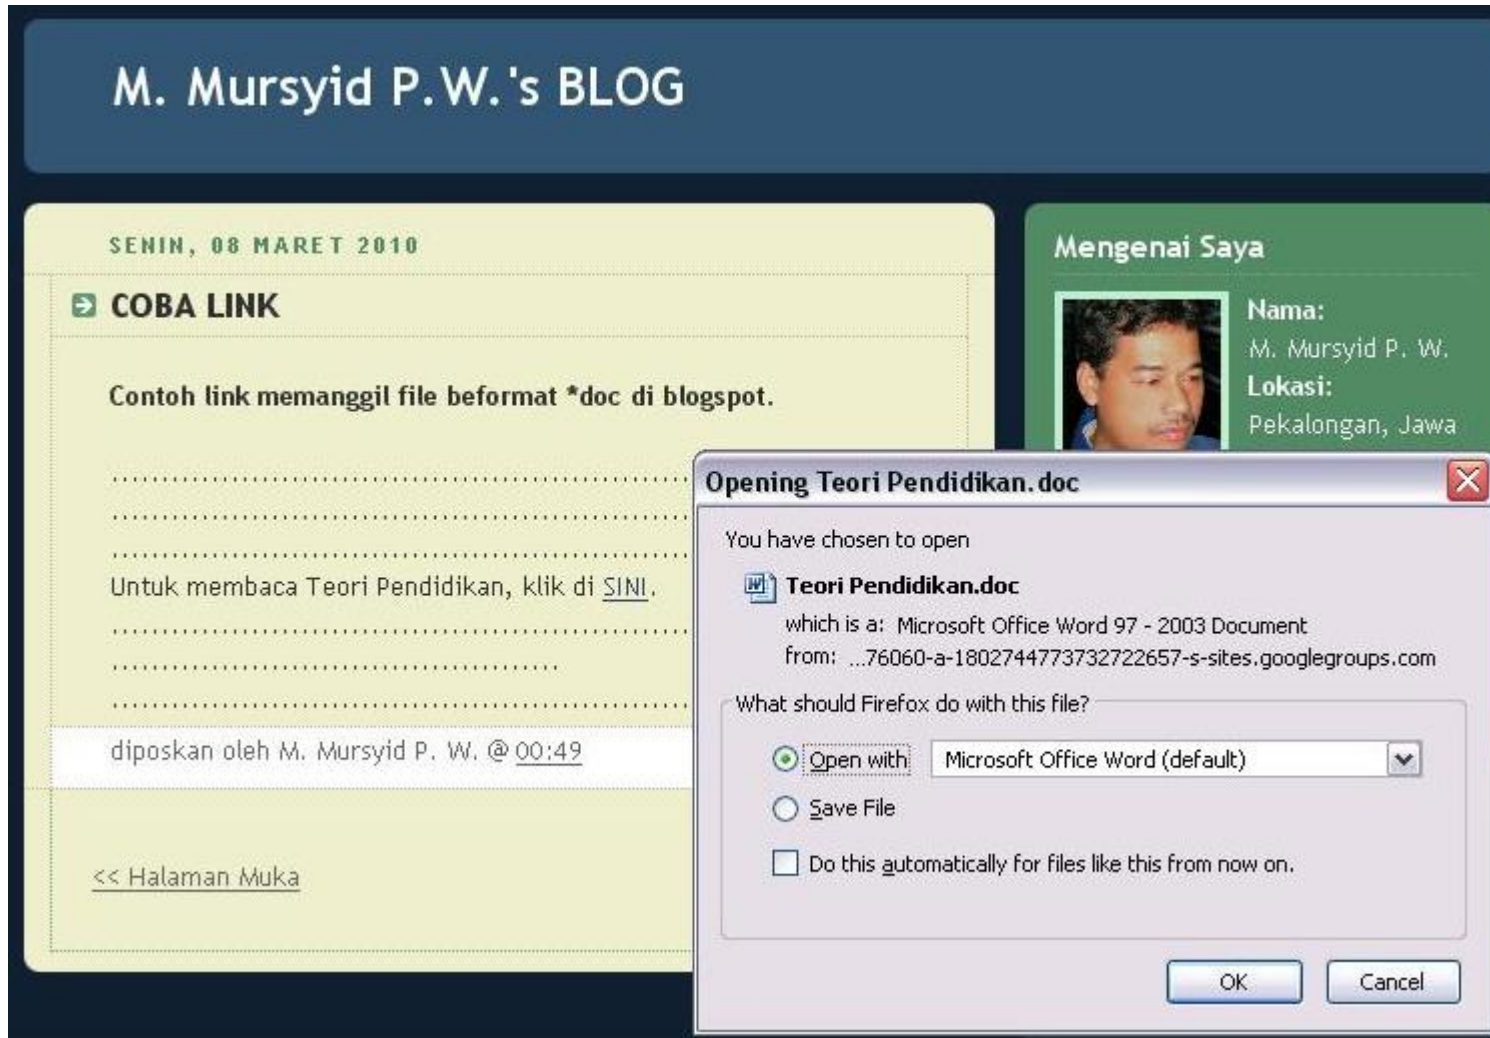 M. Mursyid P.W.'s BLOG
SENIN, 08 MARET 2010
COBA LINK
Contoh link memanggil file beformat *doc di blogspot.
Untuk membaca Teori Pendidikan, klik di SINI.
diposkan oleh M. Mursyid P. W. @ 00:49
<< Halaman Muka
Mengenai Saya
Nama:
M. Mursyid P. W.
Lokasi:
Pekalongan, Jawa
Opening Teori Pendidikan.doc
You have chosen to open
Teori Pendidikan.doc
which is a: Microsoft Office Word 97 - 2003 Document
from: ...76060-a-1802744773732722657-s-sites.googlegroups.com
What should Firefox do with this file?
Open with Microsoft Office Word (default)
Save File
Do this automatically for files like this from now on.
OK Cancel